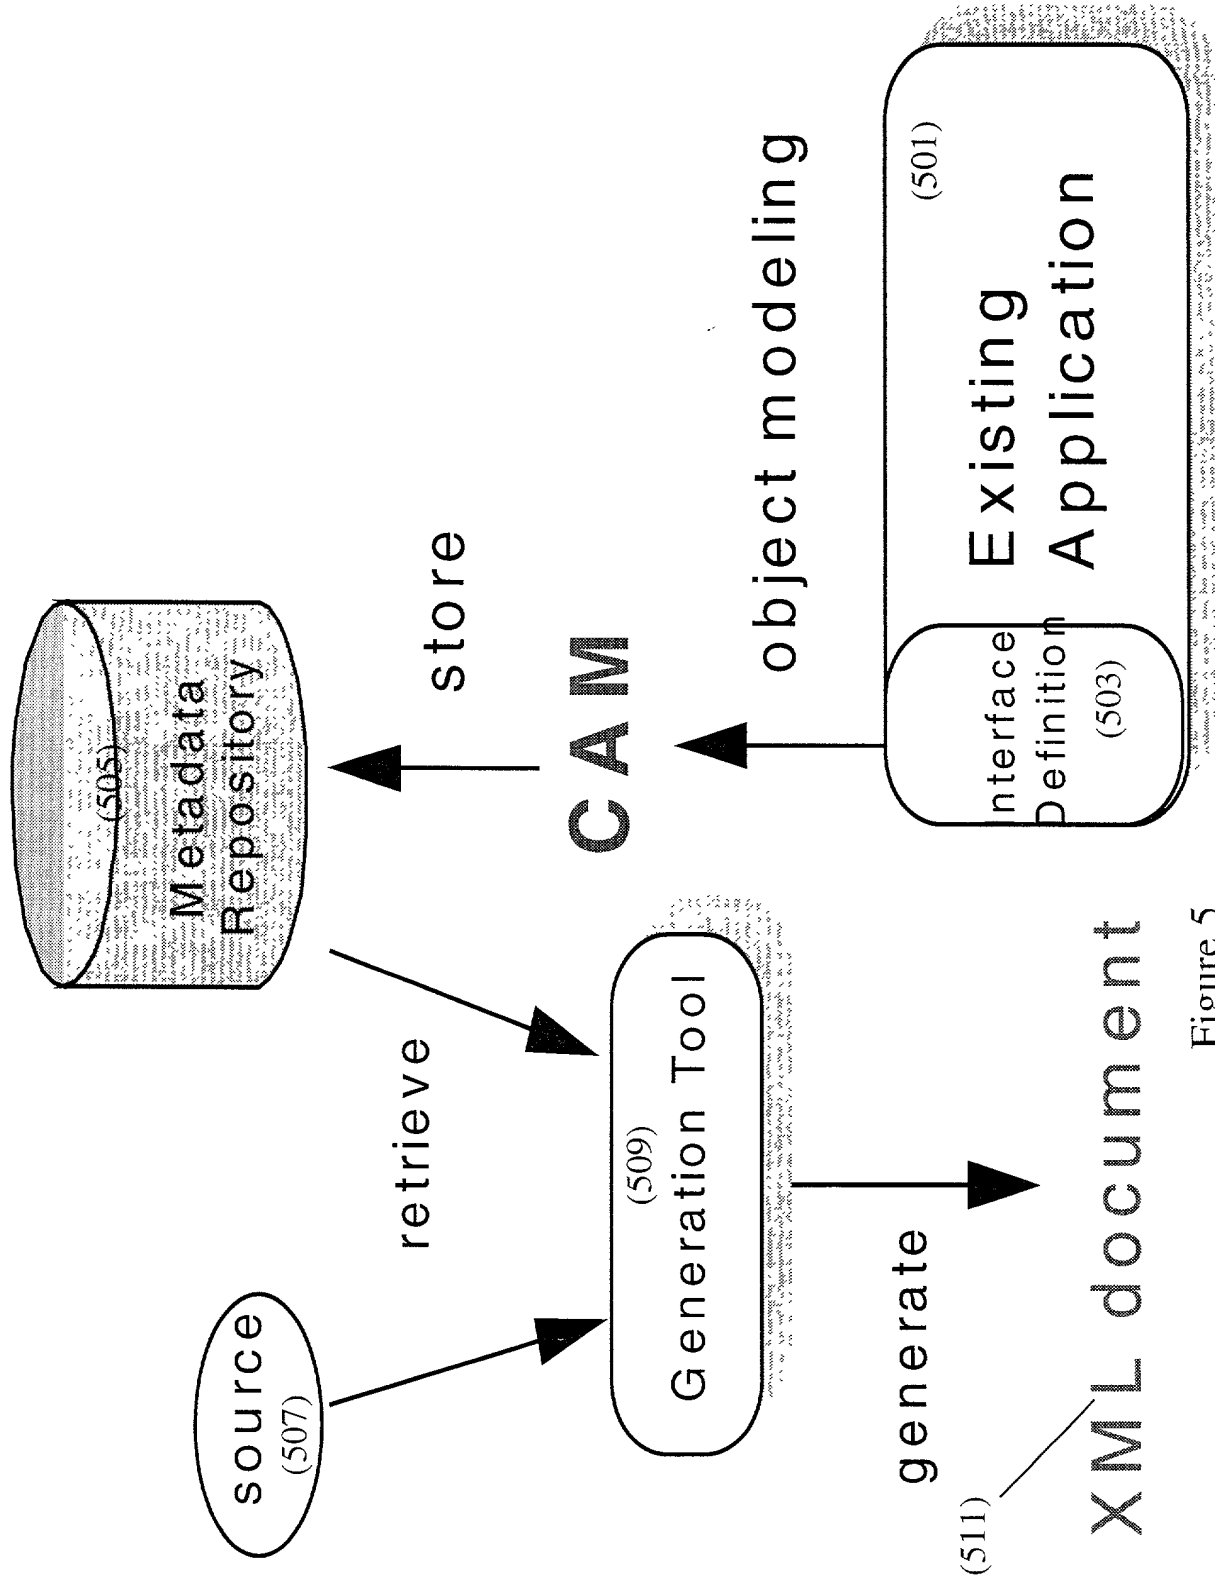 source
(507)
retrieve
(505)
Metadata
Repository
store
(509)
Generation Tool
CAM
object modeling
generate
(511)
XML document
Interface
Definition
(503)
(501)
Existing
Application
Figure 5